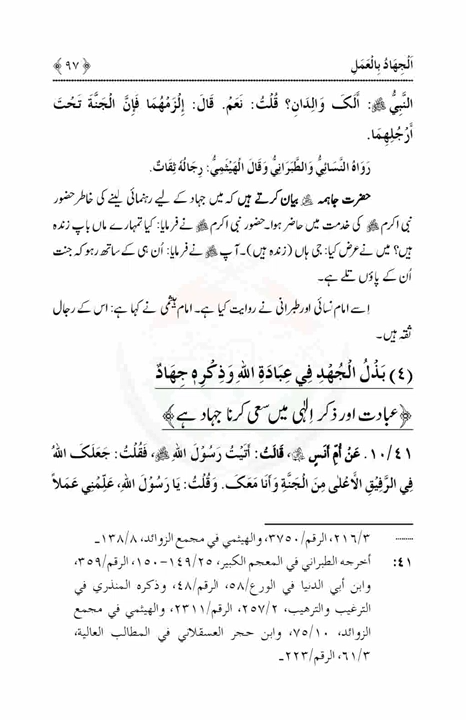 اَلْجِهَادُ بِالْعَمَلِ ﴿ ٩٧ ﴾
النَّبِيُّ ﷺ: أَلَکَ وَالِدَانِ؟ قُلْتُ: نَعَمْ. قَالَ: إِلْزَمْهُمَا فَإِنَّ الْجَنَّةَ تَحْتَ
أَرْجُلِهِمَا.
رَوَاهُ النَّسَائِيُّ وَالطَّبَرَانِيُّ وَقَالَ الْهَيْثَمِيُّ: رِجَالُهُ ثِقَاتٌ.
حضرت جاہمہ بیان کرتے ہیں کہ میں جہاد کے لیے رہنمائی لینے کی خاطر حضور
نبی اکرم ﷺ کی خدمت میں حاضر ہوا۔ حضور نبی اکرم ﷺ نے فرمایا: کیا تمہارے ماں باپ زندہ
ہیں؟ میں نے عرض کیا: جی ہاں (زندہ ہیں)۔ آپ ﷺ نے فرمایا: اُن ہی کے ساتھ رہو کہ جنت
اُن کے پاؤں تلے ہے۔
اِسے امام نسائی اور طبرانی نے روایت کیا ہے۔ امام ہیثمی نے کہا ہے: اس کے رجال
ثقہ ہیں۔
(٤) بَذْلُ الْجُهْدِ فِي عِبَادَةِ اللهِ وَذِکْرِهِ جِهَادٌ
﴿عبادت اور ذکر اِلٰہی میں سعی کرنا جہاد ہے﴾
١٠/٤١. عَنْ أُمِّ أَنَسٍ، قَالَتْ: أَتَيْتُ رَسُوْلَ اللهِ ﷺ، فَقُلْتُ: جَعَلَکَ اللهُ
فِي الرَّفِيْقِ الْأَعْلٰی مِنَ الْجَنَّةِ وَأَنَا مَعَکَ. وَقُلْتُ: يَا رَسُوْلَ اللهِ، عَلِّمْنِي عَمَلاً
......... ٢١٦/٣، الرقم/٣٧٥٠، والهيثمي في مجمع الزوائد، ١٣٨/٨۔
٤١: أخرجه الطبراني في المعجم الكبير، ١٤٩/٢٥-١٥٠، الرقم/٣٥٩،
وابن أبي الدنيا في الورع/٥٨، الرقم/٤٨، وذكره المنذري في
الترغيب والترهيب، ٢٥٧/٢، الرقم/٢٣١١، والهيثمي في مجمع
الزوائد، ٧٥/١٠، وابن حجر العسقلاني في المطالب العالية،
٦١/٣، الرقم/٢٢٣۔